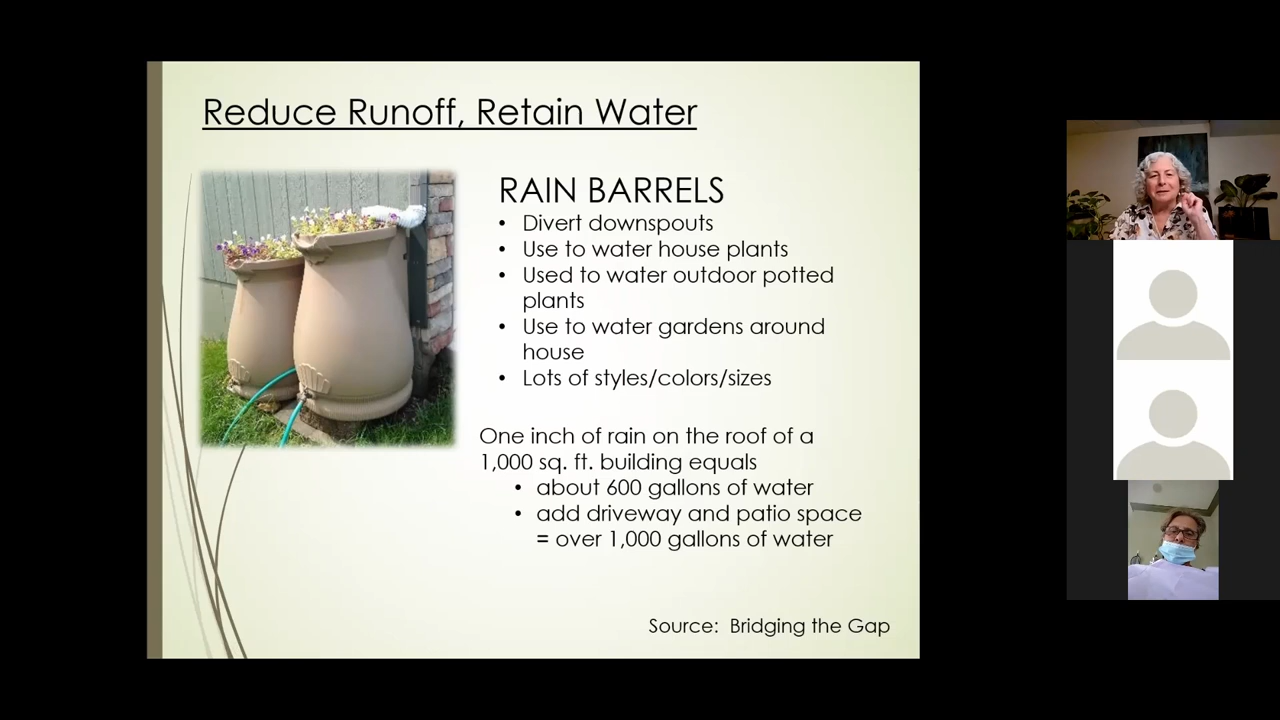 Reduce Runoff, Retain Water
RAIN BARRELS
• Divert downspouts
• Use to water house plants
• Used to water outdoor potted
plants
• Use to water gardens around
house
• Lots of styles/colors/sizes
One inch of rain on the roof of a
1,000 sq. ft. building equals
• about 600 gallons of water
• add driveway and patio space
= over 1,000 gallons of water
Source:  Bridging the Gap